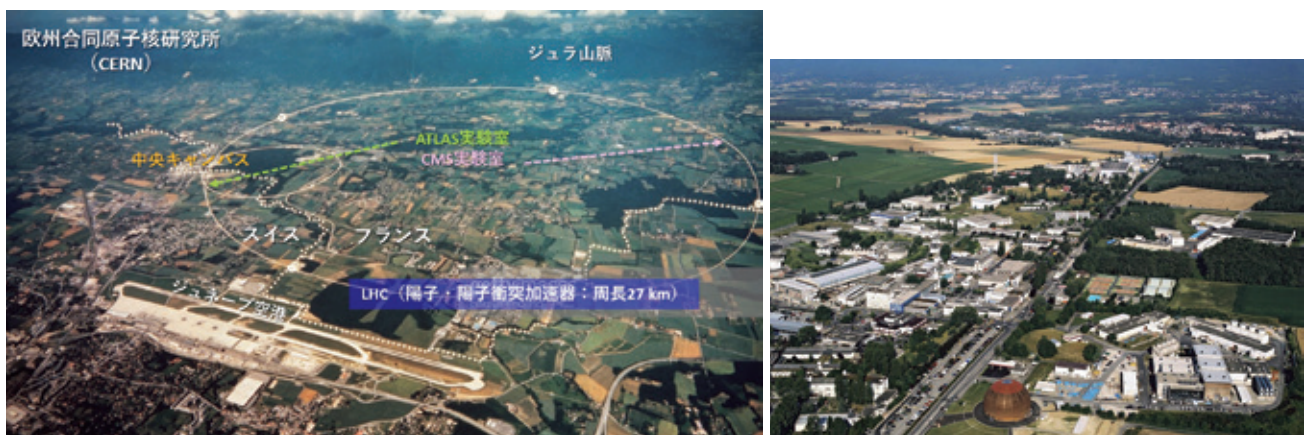 欧州合同原子核研究所
（CERN）
ジュラ山脈
ATLAS実験室
CMS実験室
中央キャンパス
スイス
フランス
LHC（陽子・陽子衝突加速器：周長27 km）
ジュネーブ空港